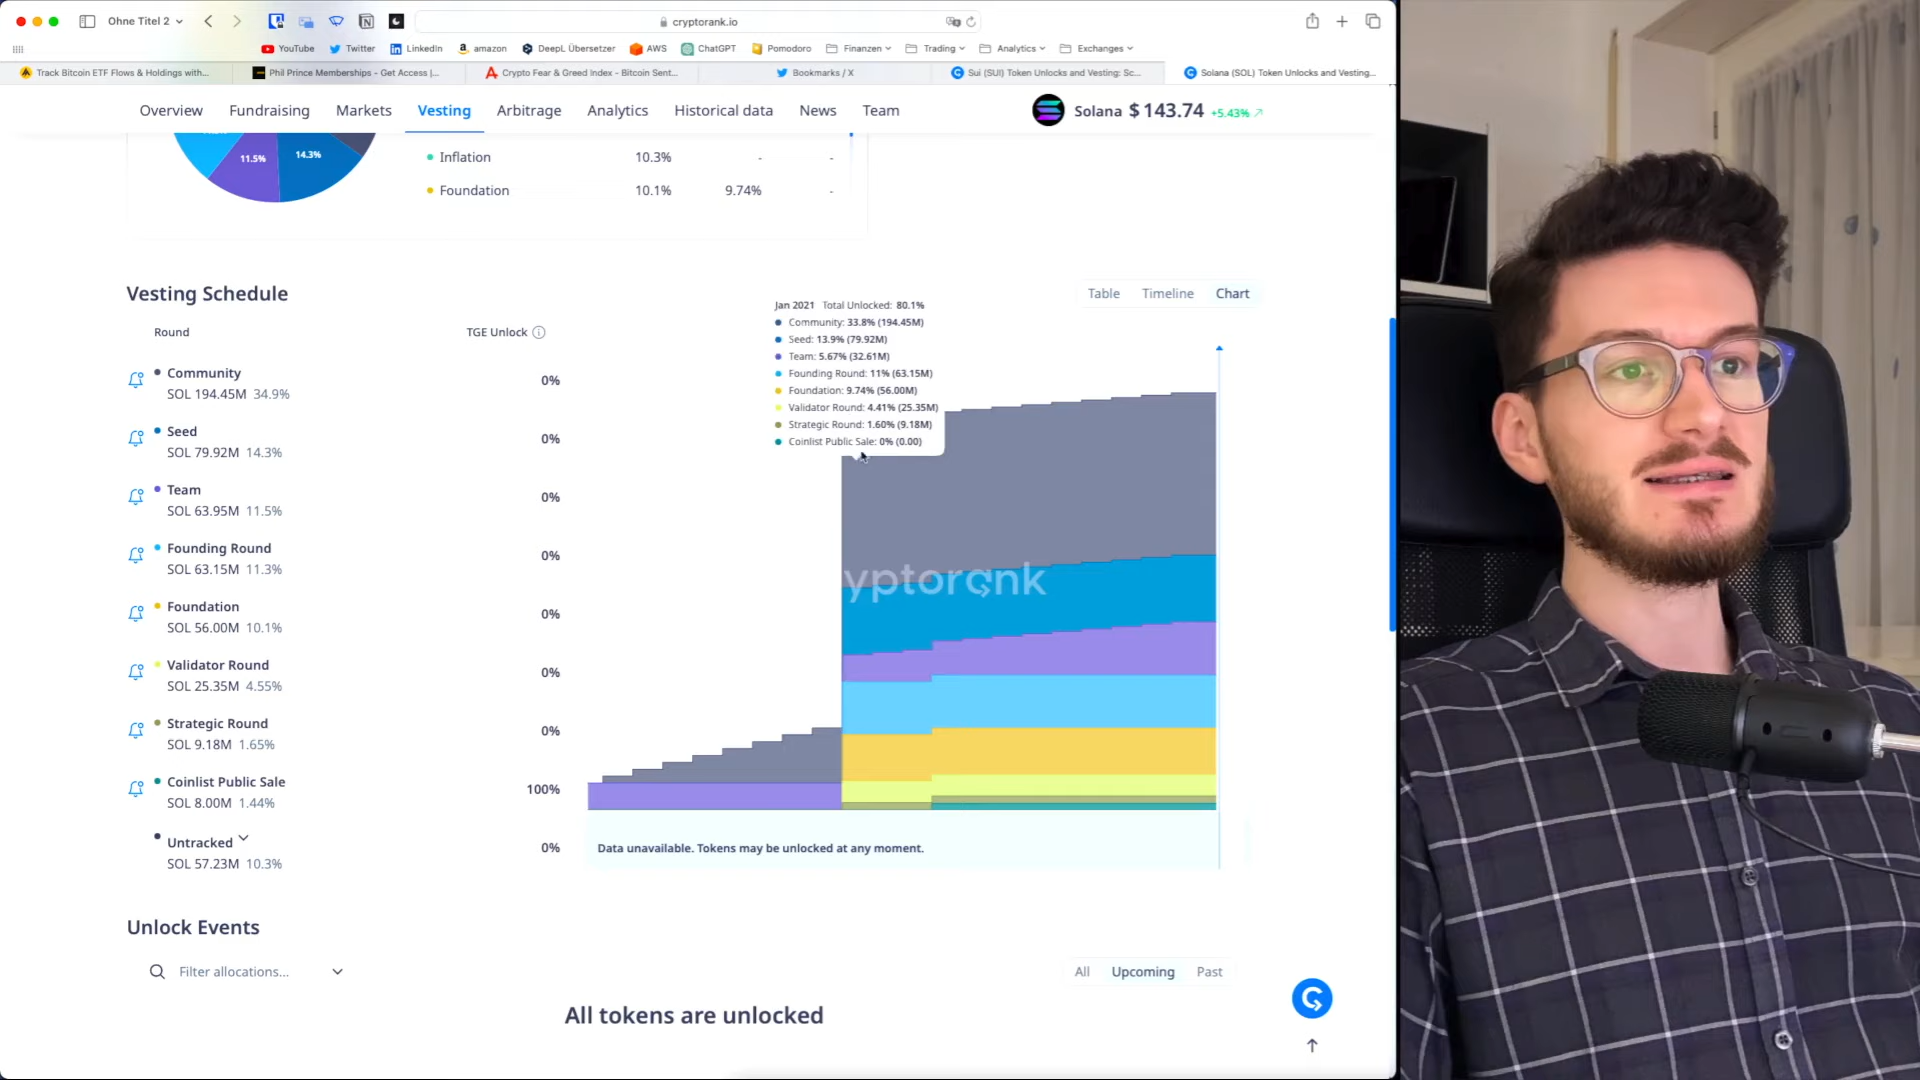 Ohne Titel 2
cryptorank.io
YouTube Twitter LinkedIn amazon DeepL Übersetzer AWS ChatGPT Pomodoro Finanzen Trading Analytics Exchanges
Track Bitcoin ETF Flows & Holdings with... Phil Prince Memberships - Get Access |... Crypto Fear & Greed Index - Bitcoin Sent... Bookmarks / X Sui (SUI) Token Unlocks and Vesting: Sc... Solana (SOL) Token Unlocks and Vesting...
Overview Fundraising Markets Vesting Arbitrage Analytics Historical data News Team Solana $ 143.74 +5.43%
11.5% 14.3%
Inflation 10.3% - -
Foundation 10.1% 9.74% -
Vesting Schedule
Table Timeline Chart
Round TGE Unlock
Community 0%
SOL 194.45M 34.9%
Seed 0%
SOL 79.92M 14.3%
Team 0%
SOL 63.95M 11.5%
Founding Round 0%
SOL 63.15M 11.3%
Foundation 0%
SOL 56.00M 10.1%
Validator Round 0%
SOL 25.35M 4.55%
Strategic Round 0%
SOL 9.18M 1.65%
Coinlist Public Sale 100%
SOL 8.00M 1.44%
Untracked 0%
SOL 57.23M 10.3%
Jan 2021 Total Unlocked: 80.1%
Community: 33.8% (194.45M)
Seed: 13.9% (79.92M)
Team: 5.67% (32.61M)
Founding Round: 11% (63.15M)
Foundation: 9.74% (56.00M)
Validator Round: 4.41% (25.35M)
Strategic Round: 1.60% (9.18M)
Coinlist Public Sale: 0% (0.00)
yptorank
Data unavailable. Tokens may be unlocked at any moment.
Unlock Events
Filter allocations...
All Upcoming Past
All tokens are unlocked